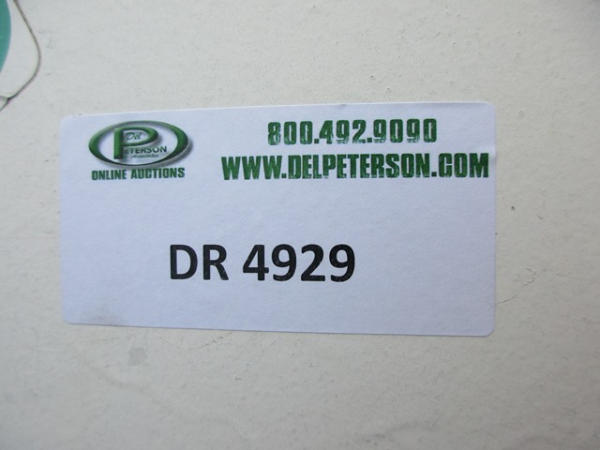 Del
PETERSON
ONLINE AUCTIONS
800.492.9090
WWW.DELPETERSON.COM
DR 4929